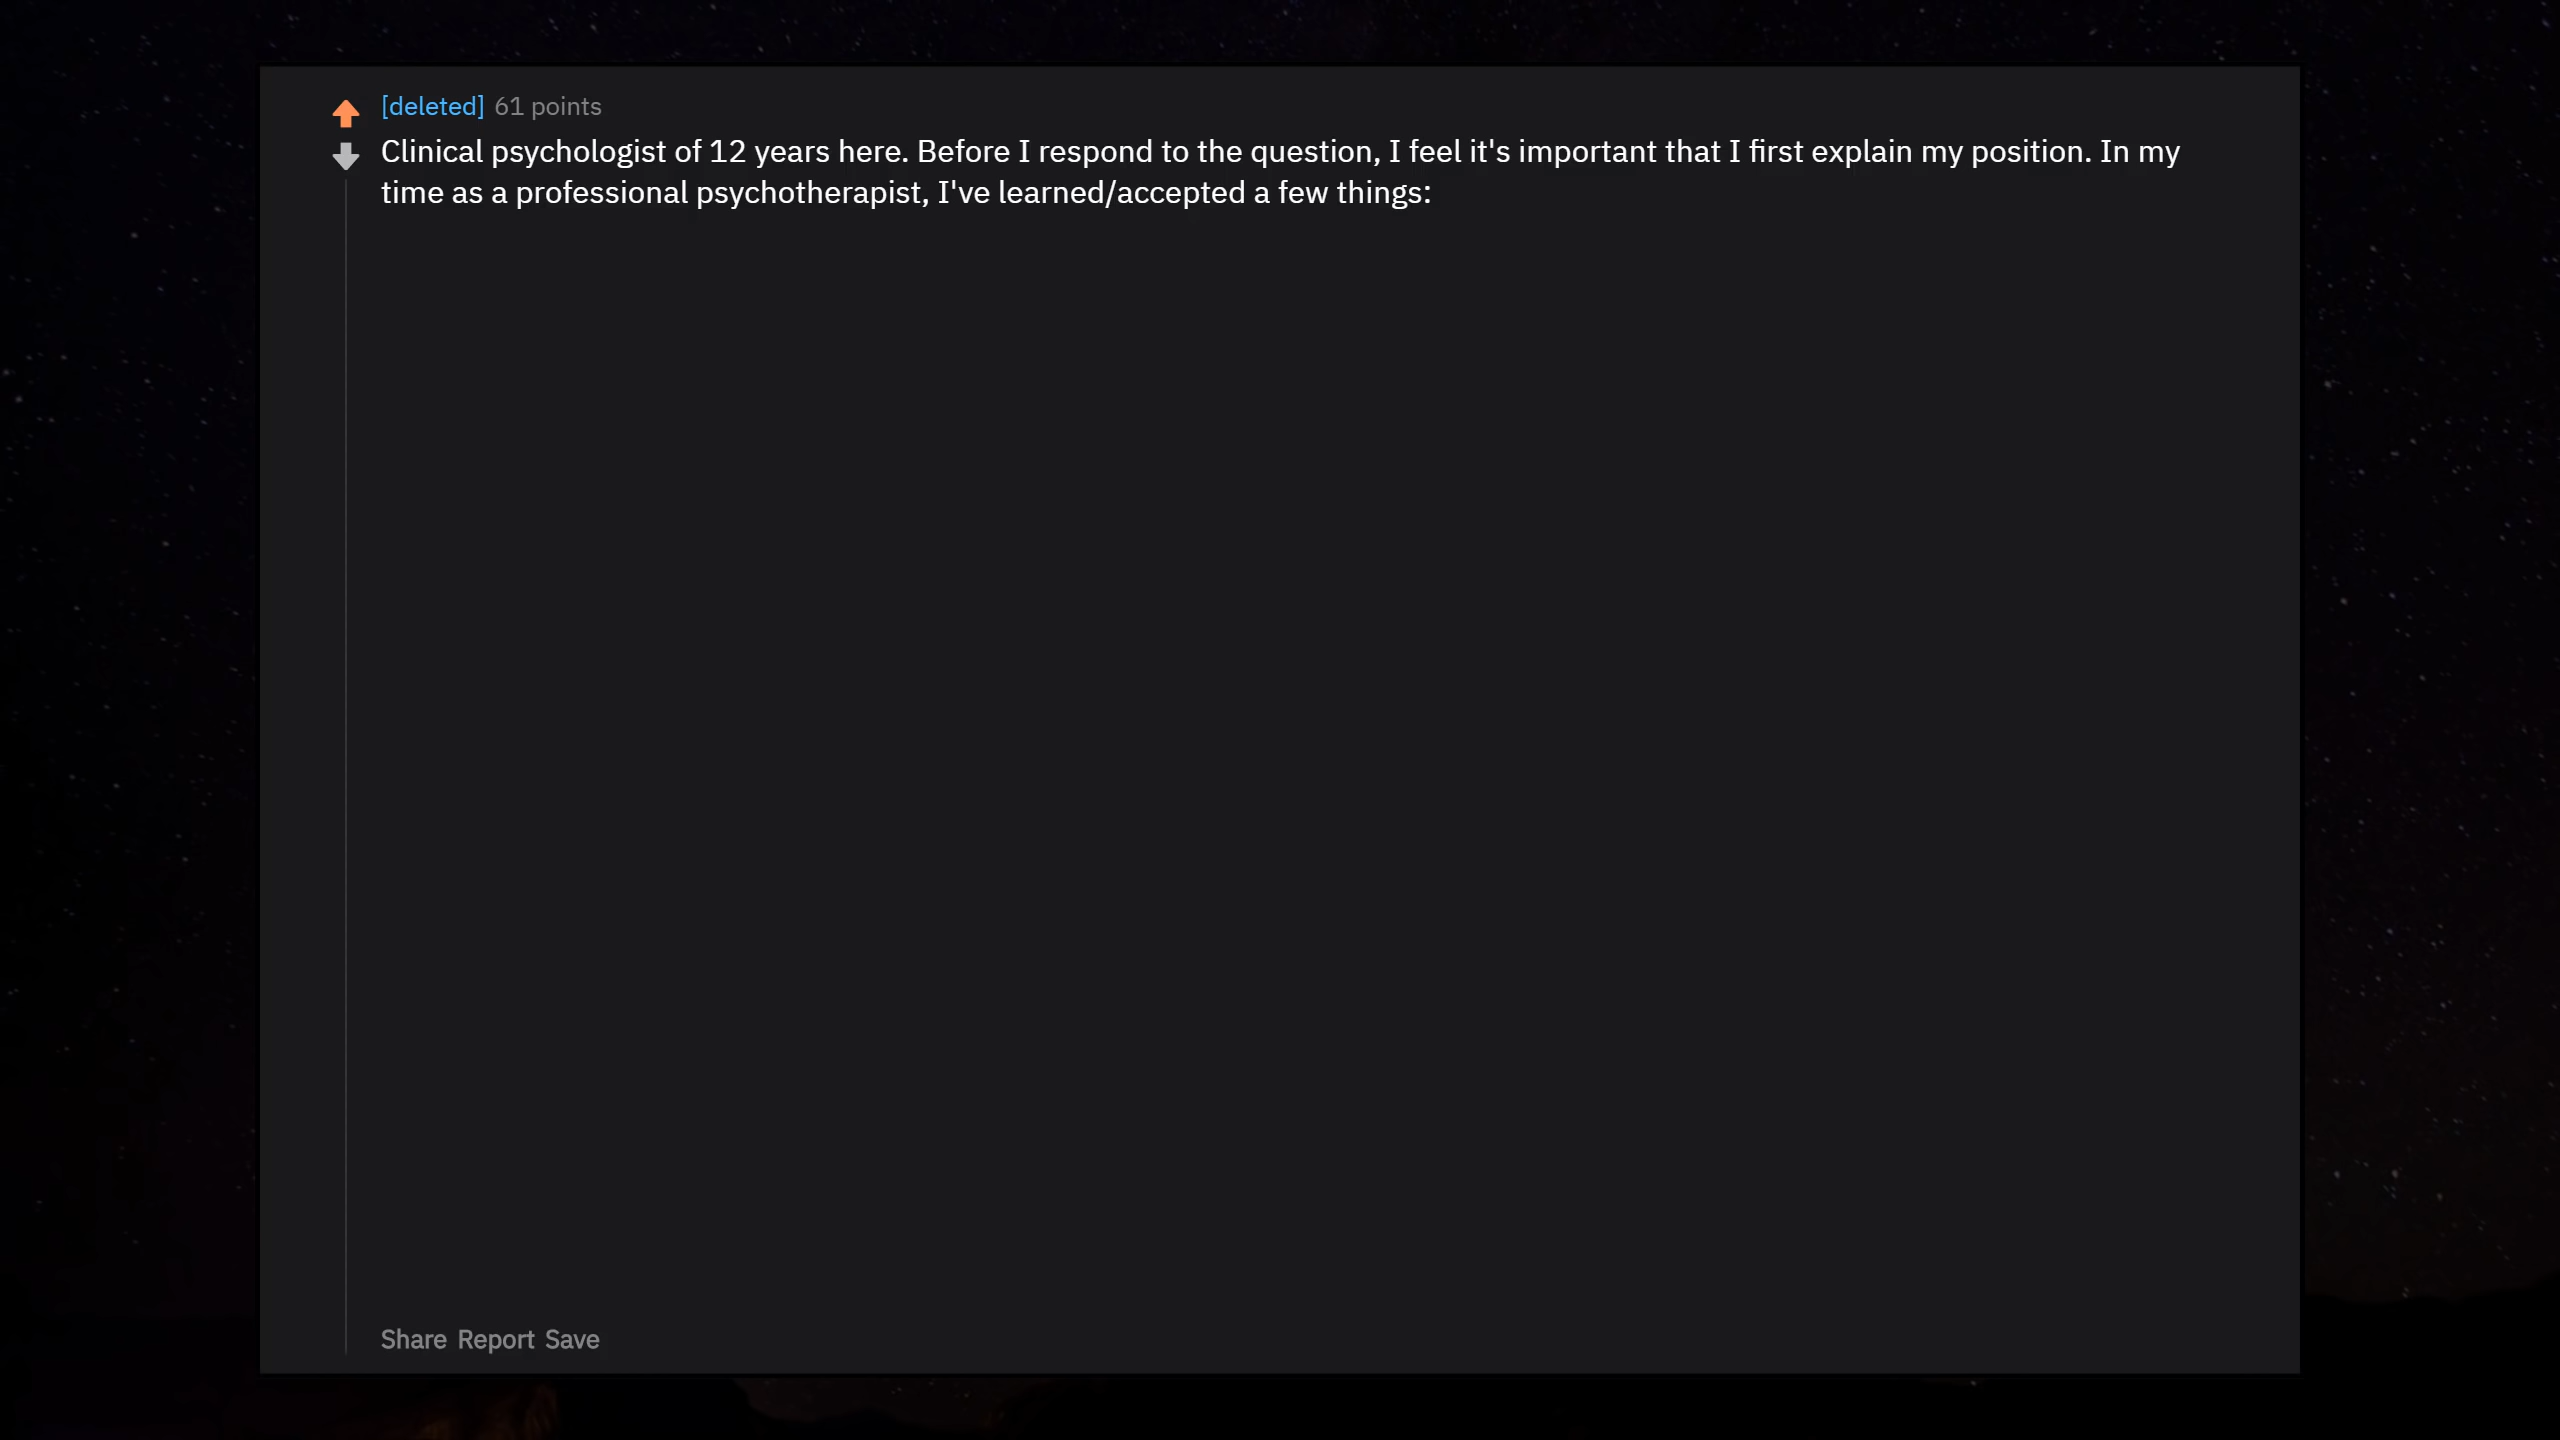 [deleted] 61 points
Clinical psychologist of 12 years here. Before I respond to the question, I feel it's important that I first explain my position. In my
time as a professional psychotherapist, I've learned/accepted a few things:
Share Report Save